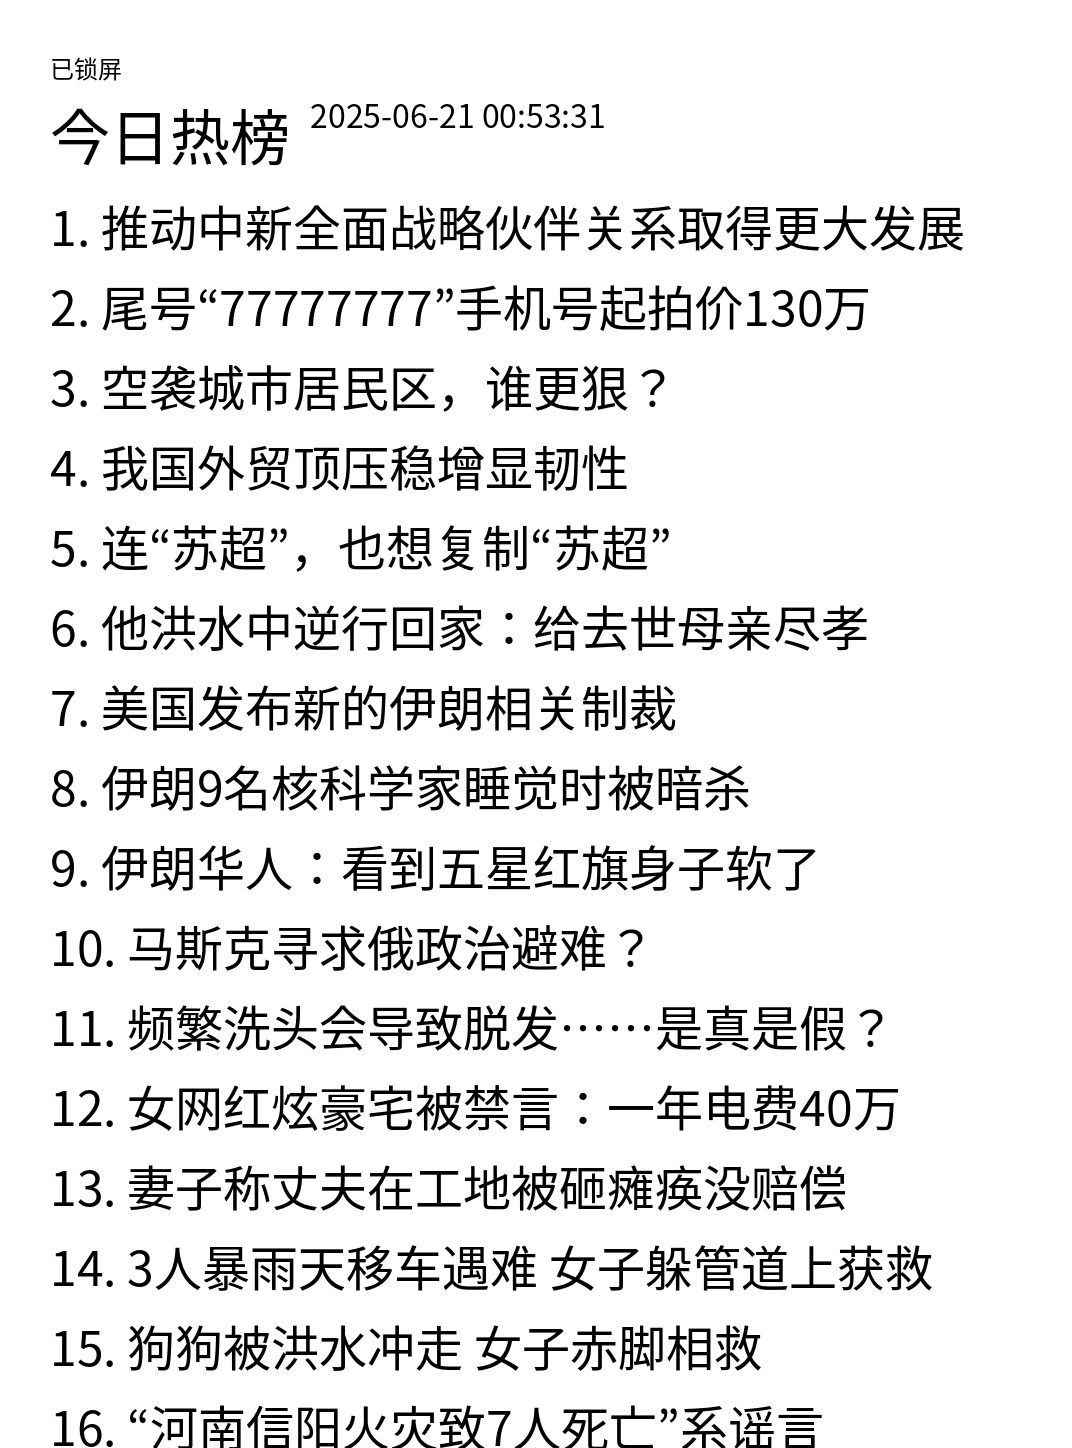 已锁屏
今日热榜 2025-06-21 00:53:31
1. 推动中新全面战略伙伴关系取得更大发展
2. 尾号“77777777”手机号起拍价130万
3. 空袭城市居民区，谁更狠？
4. 我国外贸顶压稳增显韧性
5. 连“苏超”，也想复制“苏超”
6. 他洪水中逆行回家：给去世母亲尽孝
7. 美国发布新的伊朗相关制裁
8. 伊朗9名核科学家睡觉时被暗杀
9. 伊朗华人：看到五星红旗身子软了
10. 马斯克寻求俄政治避难？
11. 频繁洗头会导致脱发……是真是假？
12. 女网红炫豪宅被禁言：一年电费40万
13. 妻子称丈夫在工地被砸瘫痪没赔偿
14. 3人暴雨天移车遇难 女子躲管道上获救
15. 狗狗被洪水冲走 女子赤脚相救
16. “河南信阳火灾致7人死亡”系谣言